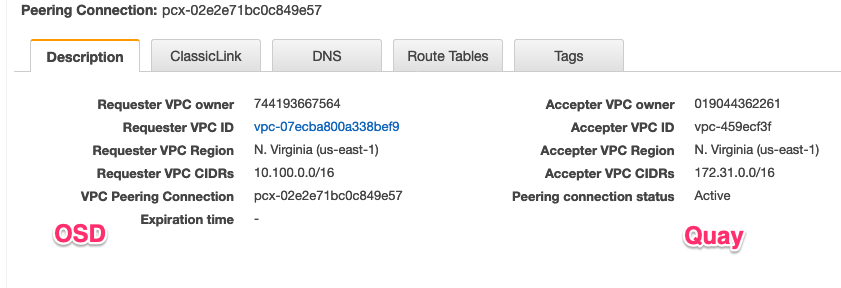 Peering Connection: pcx-02e2e71bc0c849e57
Description ClassicLink DNS Route Tables Tags
Requester VPC owner 744193667564 Accepter VPC owner 019044362261
Requester VPC ID vpc-07ecba800a338bef9 Accepter VPC ID vpc-459ecf3f
Requester VPC Region N. Virginia (us-east-1) Accepter VPC Region N. Virginia (us-east-1)
Requester VPC CIDRs 10.100.0.0/16 Accepter VPC CIDRs 172.31.0.0/16
VPC Peering Connection pcx-02e2e71bc0c849e57 Peering connection status Active
Expiration time -
OSD Quay